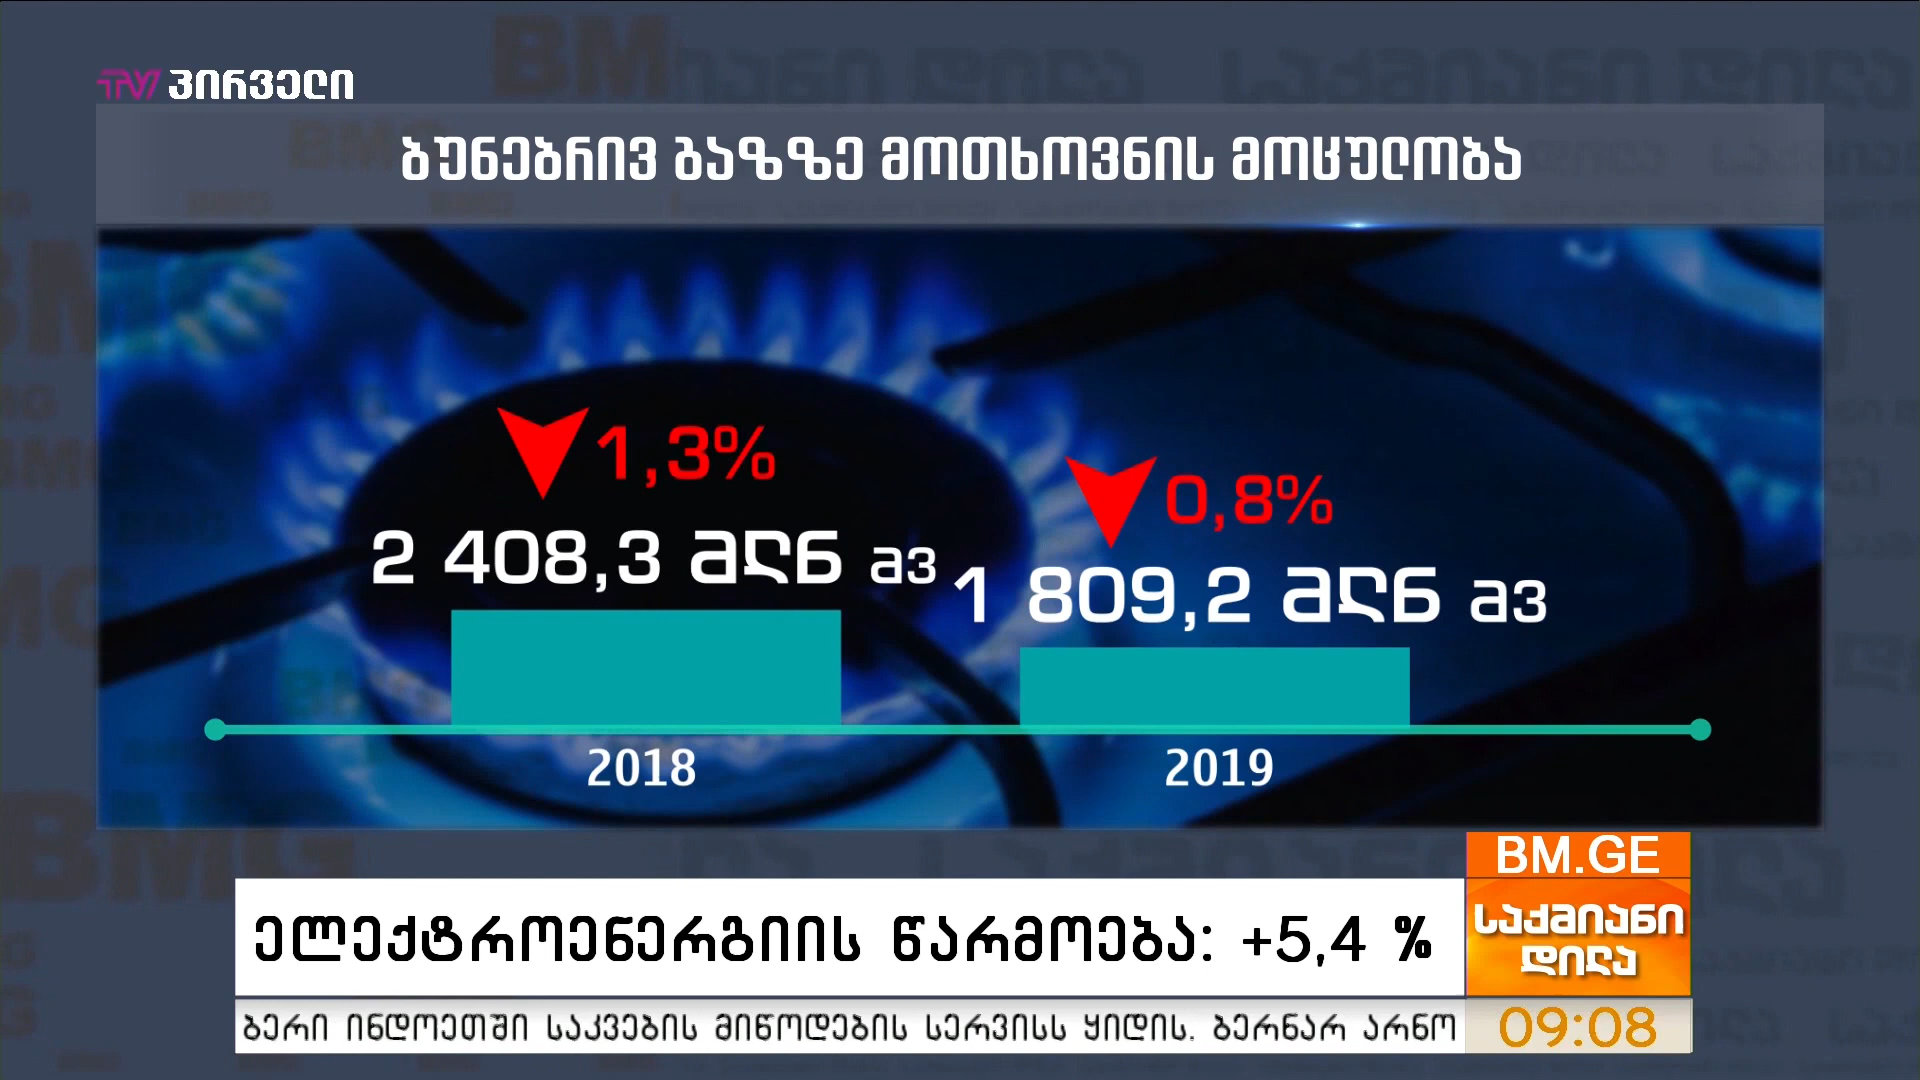 TV ᲞᲘᲠᲕᲔᲚᲘ
ბუნებრივ გაზზე მოთხოვნის მოცულობა
1,3%
2 408,3 მლნ მ3
0,8%
1 809,2 მლნ მ3
2018
2019
BM.GE
ელექტროენერგიის წარმოება: +5,4 %
საქმიანი
დილა
ბერი ინდოეთში საკვების მიწოდების სერვისს ყიდის. ბერნარ არნო
09:08